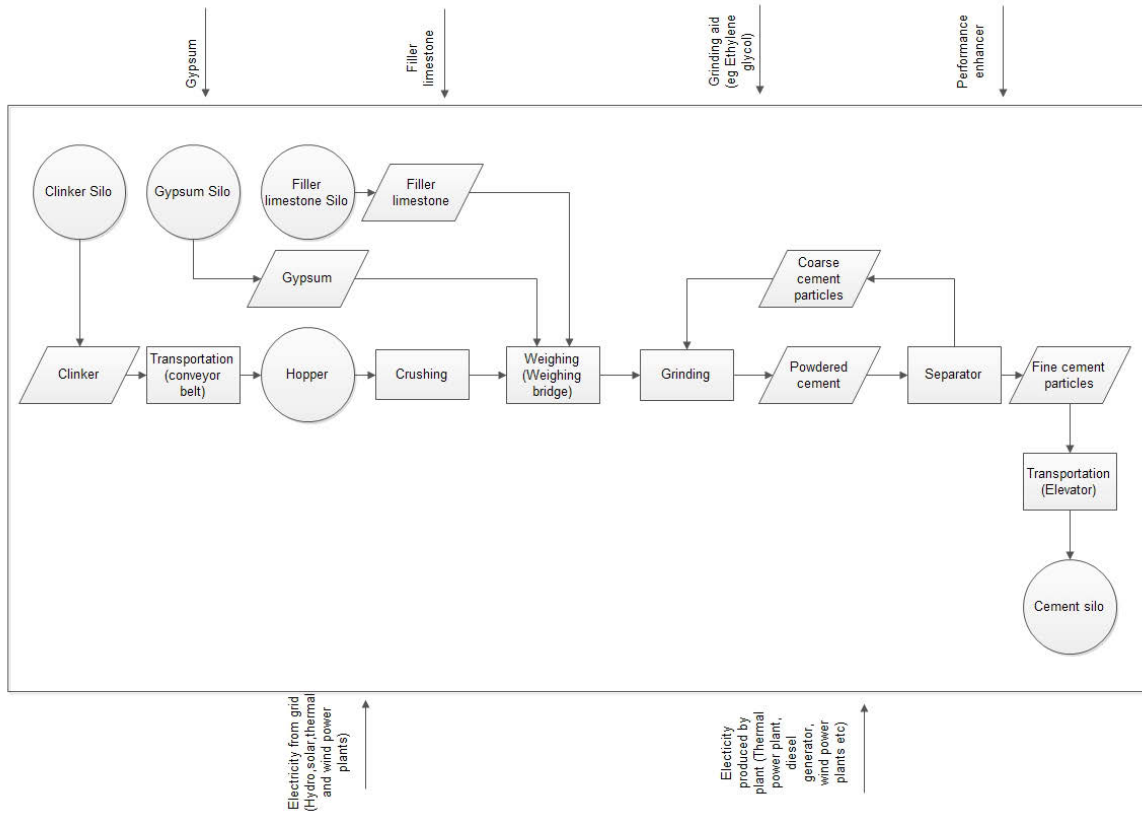 Gypsum
Filler
limestone
Grinding aid
(eg Ethylene
glycol)
Performance
enhancer
Clinker Silo
Gypsum Silo
Filler
limestone Silo
Filler
limestone
Gypsum
Coarse
cement
particles
Clinker
Transportation
(conveyor
belt)
Hopper
Crushing
Weighing
(Weighing
bridge)
Grinding
Powdered
cement
Separator
Fine cement
particles
Transportation
(Elevator)
Cement silo
Electricity from grid
(Hydro,solar,thermal
and wind power
plants)
Electicity
produced by
plant (Thermal
power plant,
diesel
generator,
wind power
plants etc)